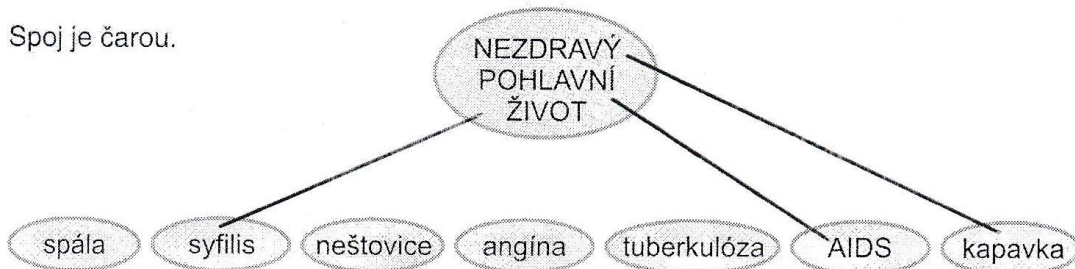 Spoj je čarou.
NEZDRAVÝ
POHLAVNÍ
ŽIVOT
spála syfilis neštovice angína tuberkulóza AIDS kapavka